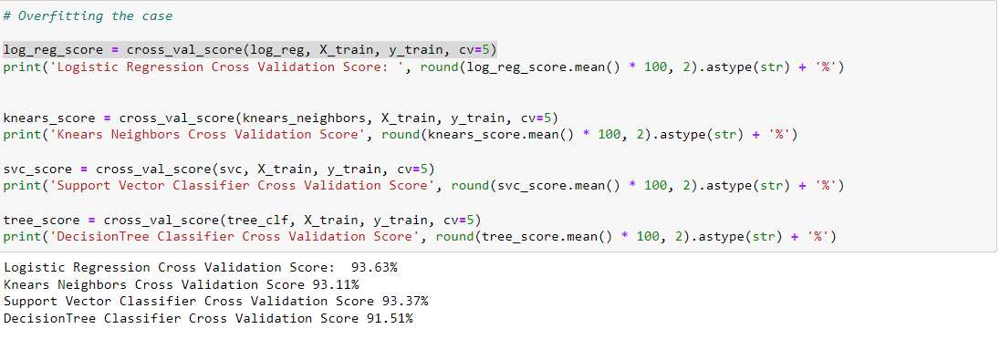 # Overfitting the case
log_reg_score = cross_val_score(log_reg, X_train, y_train, cv=5)
print('Logistic Regression Cross Validation Score: ', round(log_reg_score.mean() * 100, 2).astype(str) + '%')
knears_score = cross_val_score(knears_neighbors, X_train, y_train, cv=5)
print('Knears Neighbors Cross Validation Score', round(knears_score.mean() * 100, 2).astype(str) + '%')
svc_score = cross_val_score(svc, X_train, y_train, cv=5)
print('Support Vector Classifier Cross Validation Score', round(svc_score.mean() * 100, 2).astype(str) + '%')
tree_score = cross_val_score(tree_clf, X_train, y_train, cv=5)
print('DecisionTree Classifier Cross Validation Score', round(tree_score.mean() * 100, 2).astype(str) + '%')
Logistic Regression Cross Validation Score:  93.63%
Knears Neighbors Cross Validation Score 93.11%
Support Vector Classifier Cross Validation Score 93.37%
DecisionTree Classifier Cross Validation Score 91.51%